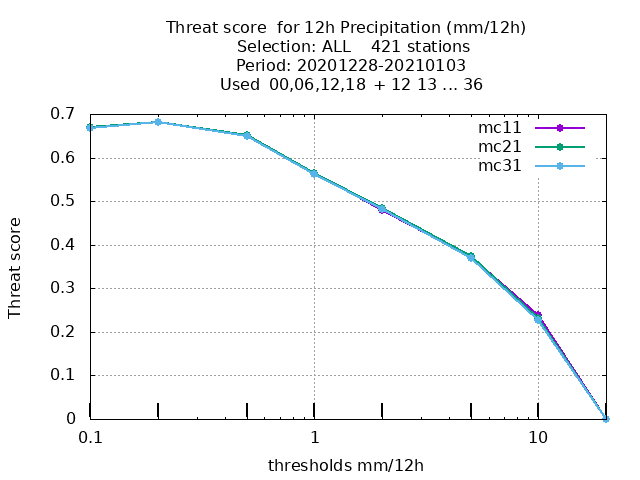 Threat score  for 12h Precipitation (mm/12h)
Selection: ALL    421 stations
Period: 20201228-20210103
Used  00,06,12,18  + 12 13 ... 36
mc11
mc21
mc31
0.7
0.6
0.5
0.4
0.3
0.2
0.1
0
Threat score
0.1 1 10
thresholds mm/12h